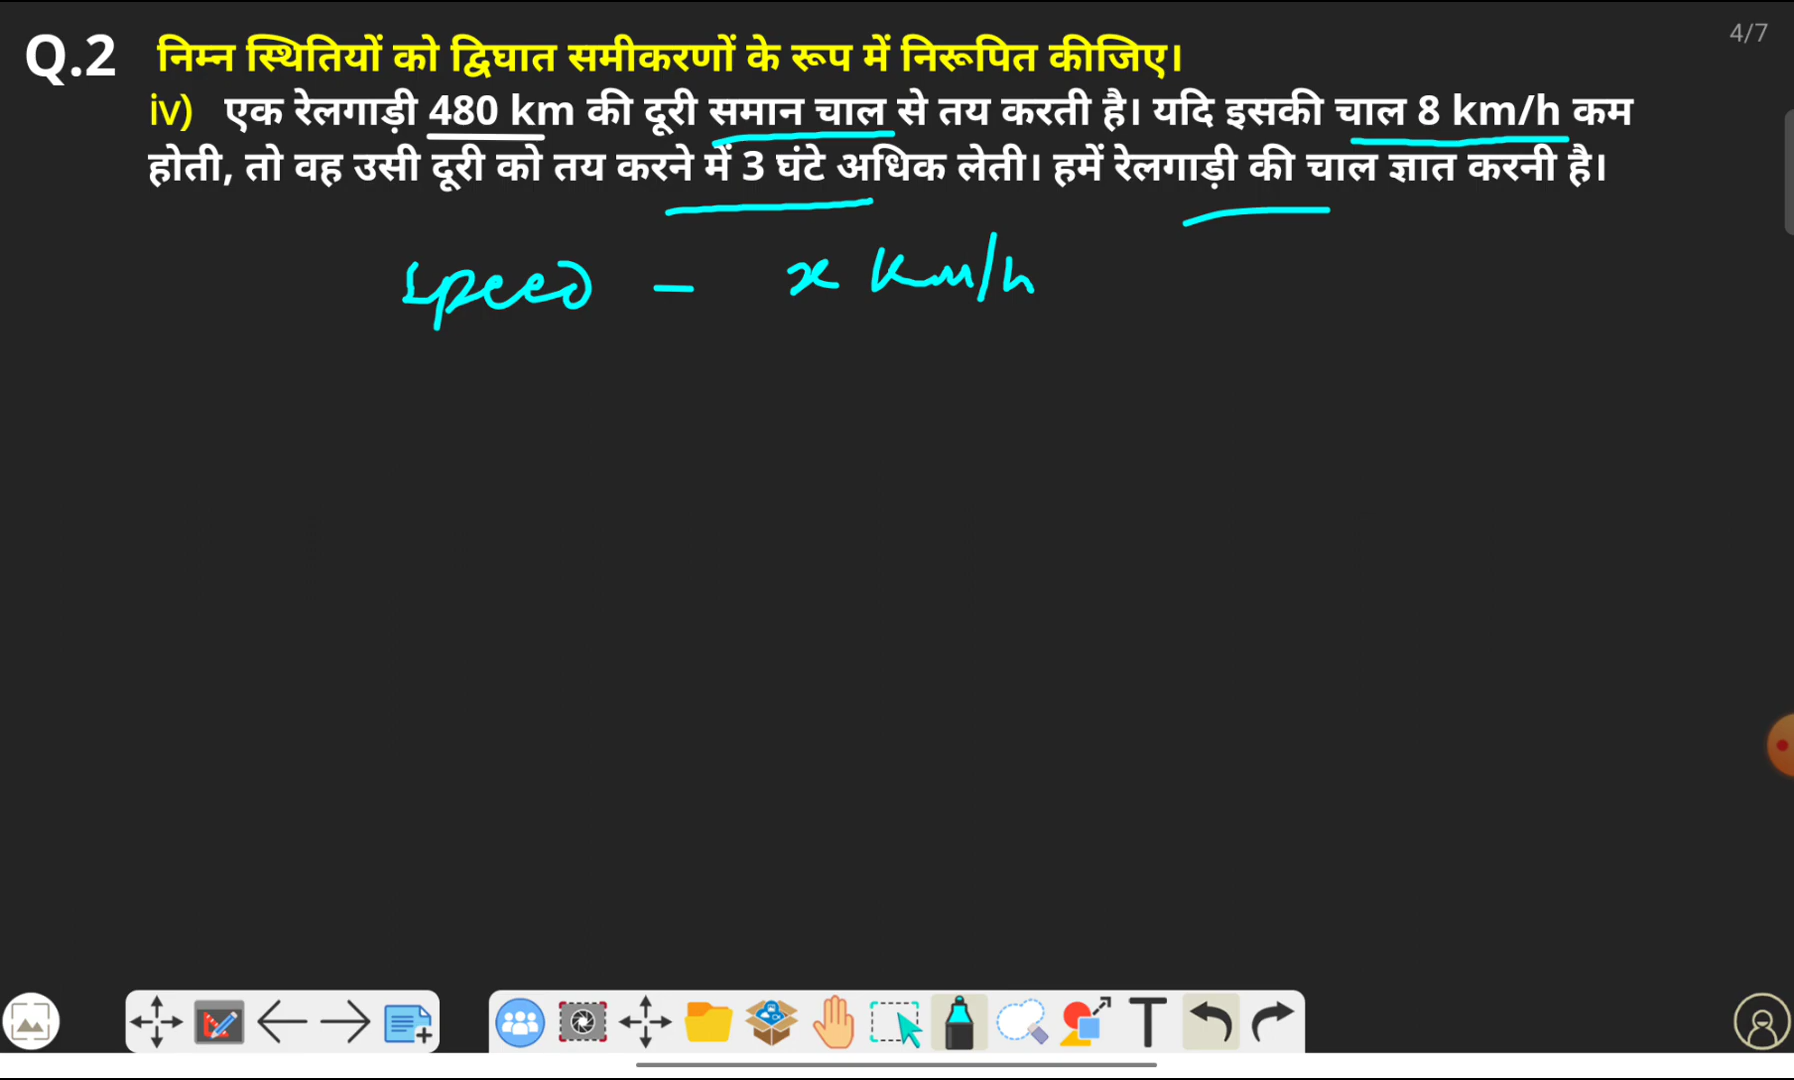 4/7
Q.2 निम्न स्थितियों को द्विघात समीकरणों के रूप में निरूपित कीजिए।
iv) एक रेलगाड़ी 480 km की दूरी समान चाल से तय करती है। यदि इसकी चाल 8 km/h कम
होती, तो वह उसी दूरी को तय करने में 3 घंटे अधिक लेती। हमें रेलगाड़ी की चाल ज्ञात करनी है।
speed - x km/h
T